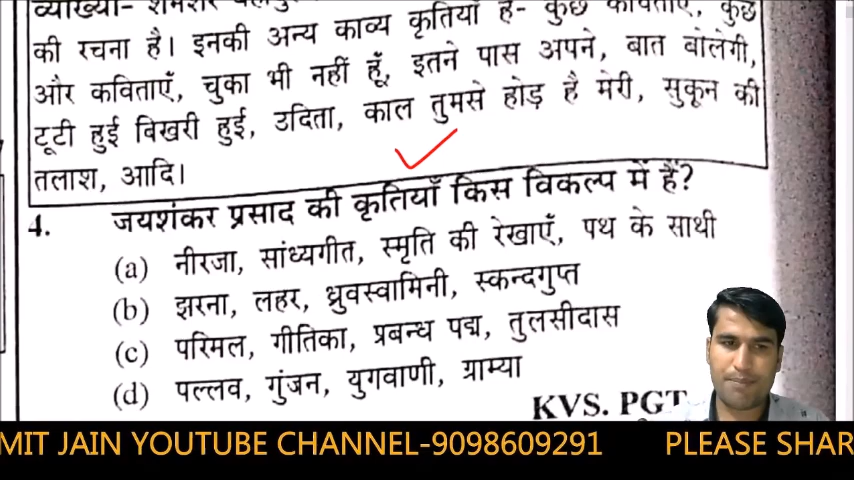 व्याख्या- शमशेर
हैं- कुछ कविताएँ, कुछ
की रचना है। इनकी अन्य काव्य कृतियाँ
और कविताएँ, चुका भी नहीं हूँ, इतने पास अपने, बात बोलेगी,
टूटी हुई बिखरी हुई, उदिता, काल तुमसे होड़ है मेरी, सुकून की
तलाश, आदि।
4. जयशंकर प्रसाद की कृतियाँ किस विकल्प में हैं?
(a) नीरजा, सांध्यगीत, स्मृति की रेखाएँ, पथ के साथी
(b) झरना, लहर, ध्रुवस्वामिनी, स्कन्दगुप्त
(c) परिमल, गीतिका, प्रबन्ध पद्म, तुलसीदास
(d) पल्लव, गुंजन, युगवाणी, ग्राम्या
KVS. PGT
MIT JAIN YOUTUBE CHANNEL-9098609291 PLEASE SHAR